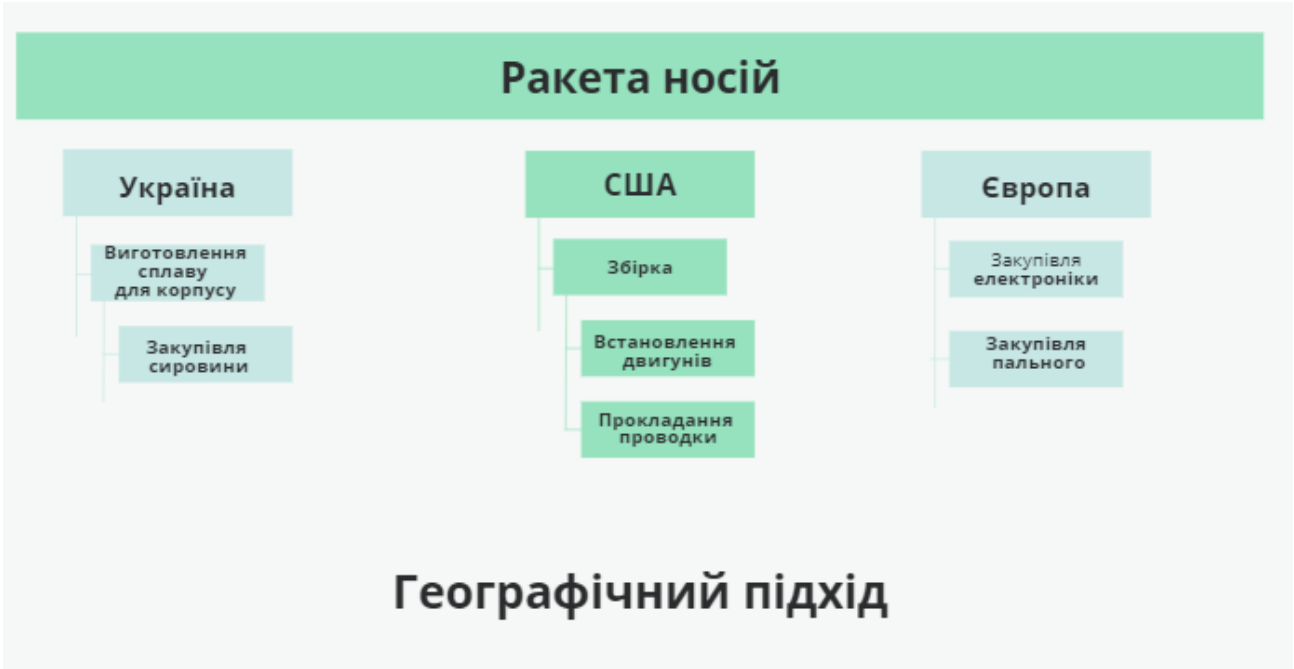 Ракета носій
Україна
Виготовлення
сплаву
для корпусу
Закупівля
сировини
США
Збірка
Встановлення
двигунів
Прокладання
проводки
Європа
Закупівля
електроніки
Закупівля
пального
Географічний підхід